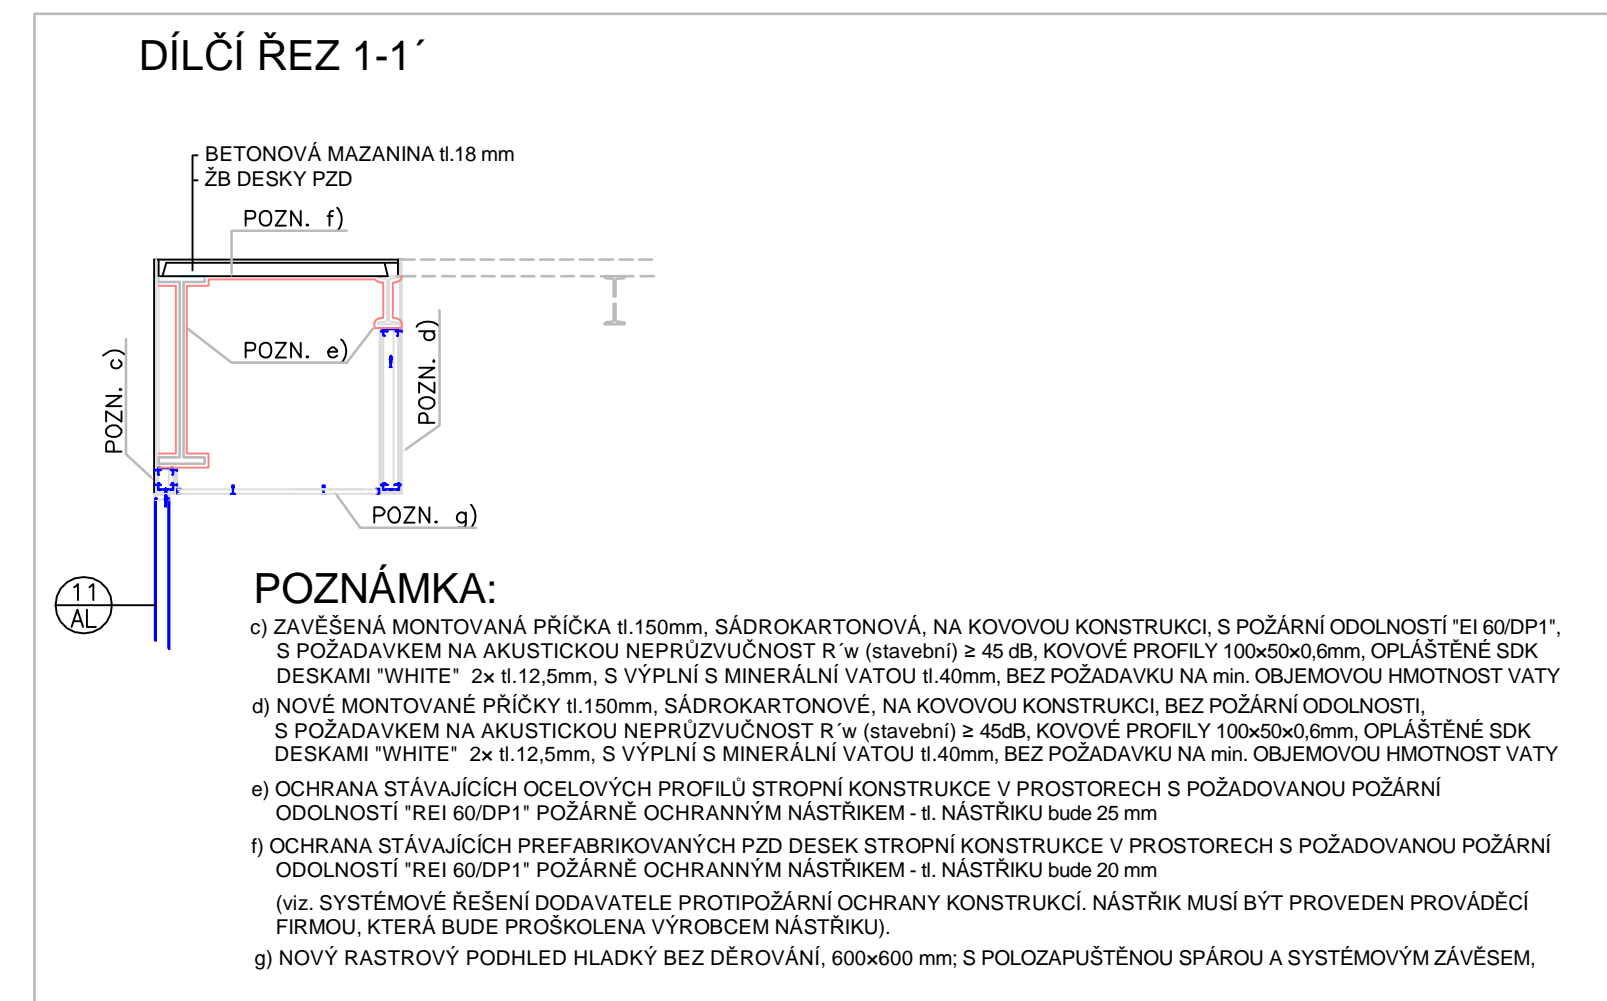 DÍLČÍ ŘEZ 1-1´
BETONOVÁ MAZANINA tl.18 mm
ŽB DESKY PZD
POZN. f)
POZN. e)
POZN. c)
POZN. d)
POZN. g)
11
AL
POZNÁMKA:
c) ZAVĚŠENÁ MONTOVANÁ PŘÍČKA tl.150mm, SÁDROKARTONOVÁ, NA KOVOVOU KONSTRUKCI, S POŽÁRNÍ ODOLNOSTÍ "EI 60/DP1",
S POŽADAVKEM NA AKUSTICKOU NEPRŮZVUČNOST R´w (stavební) ≥ 45 dB, KOVOVÉ PROFILY 100×50×0,6mm, OPLÁŠTĚNÉ SDK
DESKAMI "WHITE" 2× tl.12,5mm, S VÝPLNÍ S MINERÁLNÍ VATOU tl.40mm, BEZ POŽADAVKU NA min. OBJEMOVOU HMOTNOST VATY
d) NOVÉ MONTOVANÉ PŘÍČKY tl.150mm, SÁDROKARTONOVÉ, NA KOVOVOU KONSTRUKCI, BEZ POŽÁRNÍ ODOLNOSTI,
S POŽADAVKEM NA AKUSTICKOU NEPRŮZVUČNOST R´w (stavební) ≥ 45dB, KOVOVÉ PROFILY 100×50×0,6mm, OPLÁŠTĚNÉ SDK
DESKAMI "WHITE" 2× tl.12,5mm, S VÝPLNÍ S MINERÁLNÍ VATOU tl.40mm, BEZ POŽADAVKU NA min. OBJEMOVOU HMOTNOST VATY
e) OCHRANA STÁVAJÍCÍCH OCELOVÝCH PROFILŮ STROPNÍ KONSTRUKCE V PROSTORECH S POŽADOVANOU POŽÁRNÍ
ODOLNOSTÍ "REI 60/DP1" POŽÁRNĚ OCHRANNÝM NÁSTŘIKEM - tl. NÁSTŘIKU bude 25 mm
f) OCHRANA STÁVAJÍCÍCH PREFABRIKOVANÝCH PZD DESEK STROPNÍ KONSTRUKCE V PROSTORECH S POŽADOVANOU POŽÁRNÍ
ODOLNOSTÍ "REI 60/DP1" POŽÁRNĚ OCHRANNÝM NÁSTŘIKEM - tl. NÁSTŘIKU bude 20 mm
(viz. SYSTÉMOVÉ ŘEŠENÍ DODAVATELE PROTIPOŽÁRNÍ OCHRANY KONSTRUKCÍ. NÁSTŘIK MUSÍ BÝT PROVEDEN PROVÁDĚCÍ
FIRMOU, KTERÁ BUDE PROŠKOLENA VÝROBCEM NÁSTŘIKU).
g) NOVÝ RASTROVÝ PODHLED HLADKÝ BEZ DĚROVÁNÍ, 600×600 mm; S POLOZAPUŠTĚNOU SPÁROU A SYSTÉMOVÝM ZÁVĚSEM,